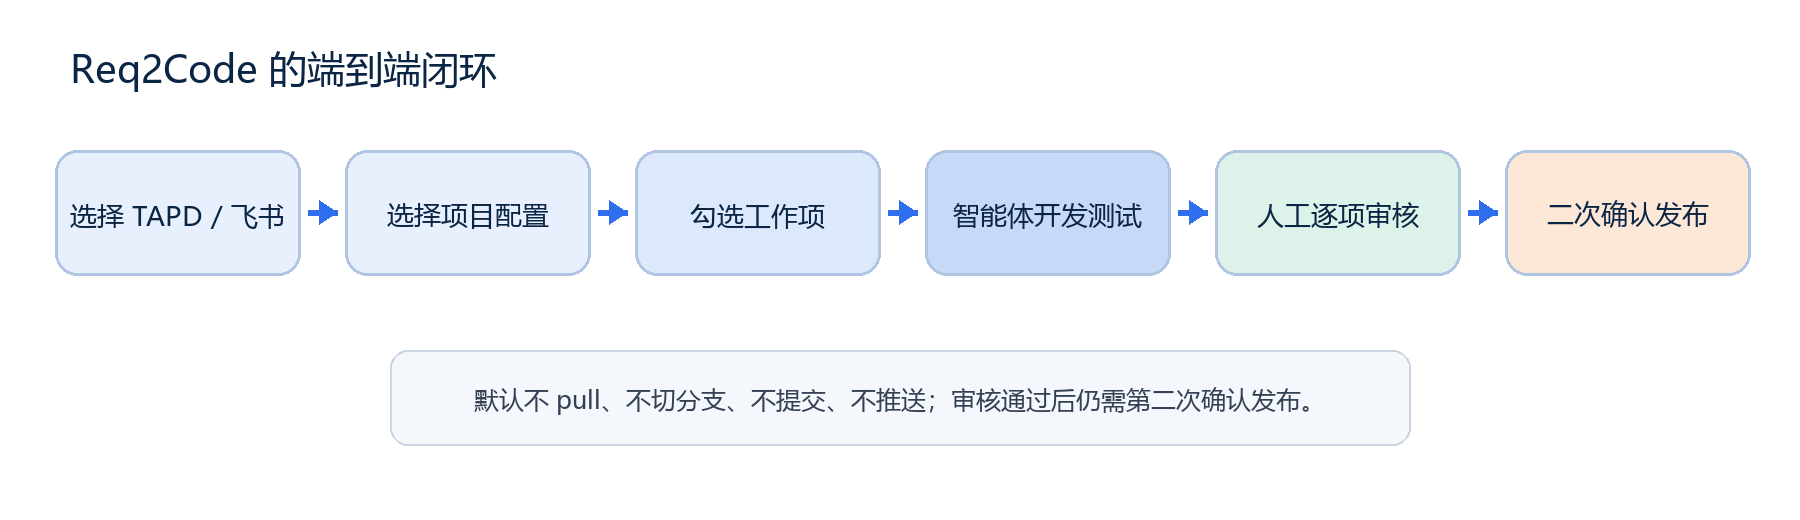 Req2Code 的端到端闭环
选择 TAPD / 飞书
选择项目配置
勾选工作项
智能体开发测试
人工逐项审核
二次确认发布
默认不 pull、不切分支、不提交、不推送；审核通过后仍需第二次确认发布。